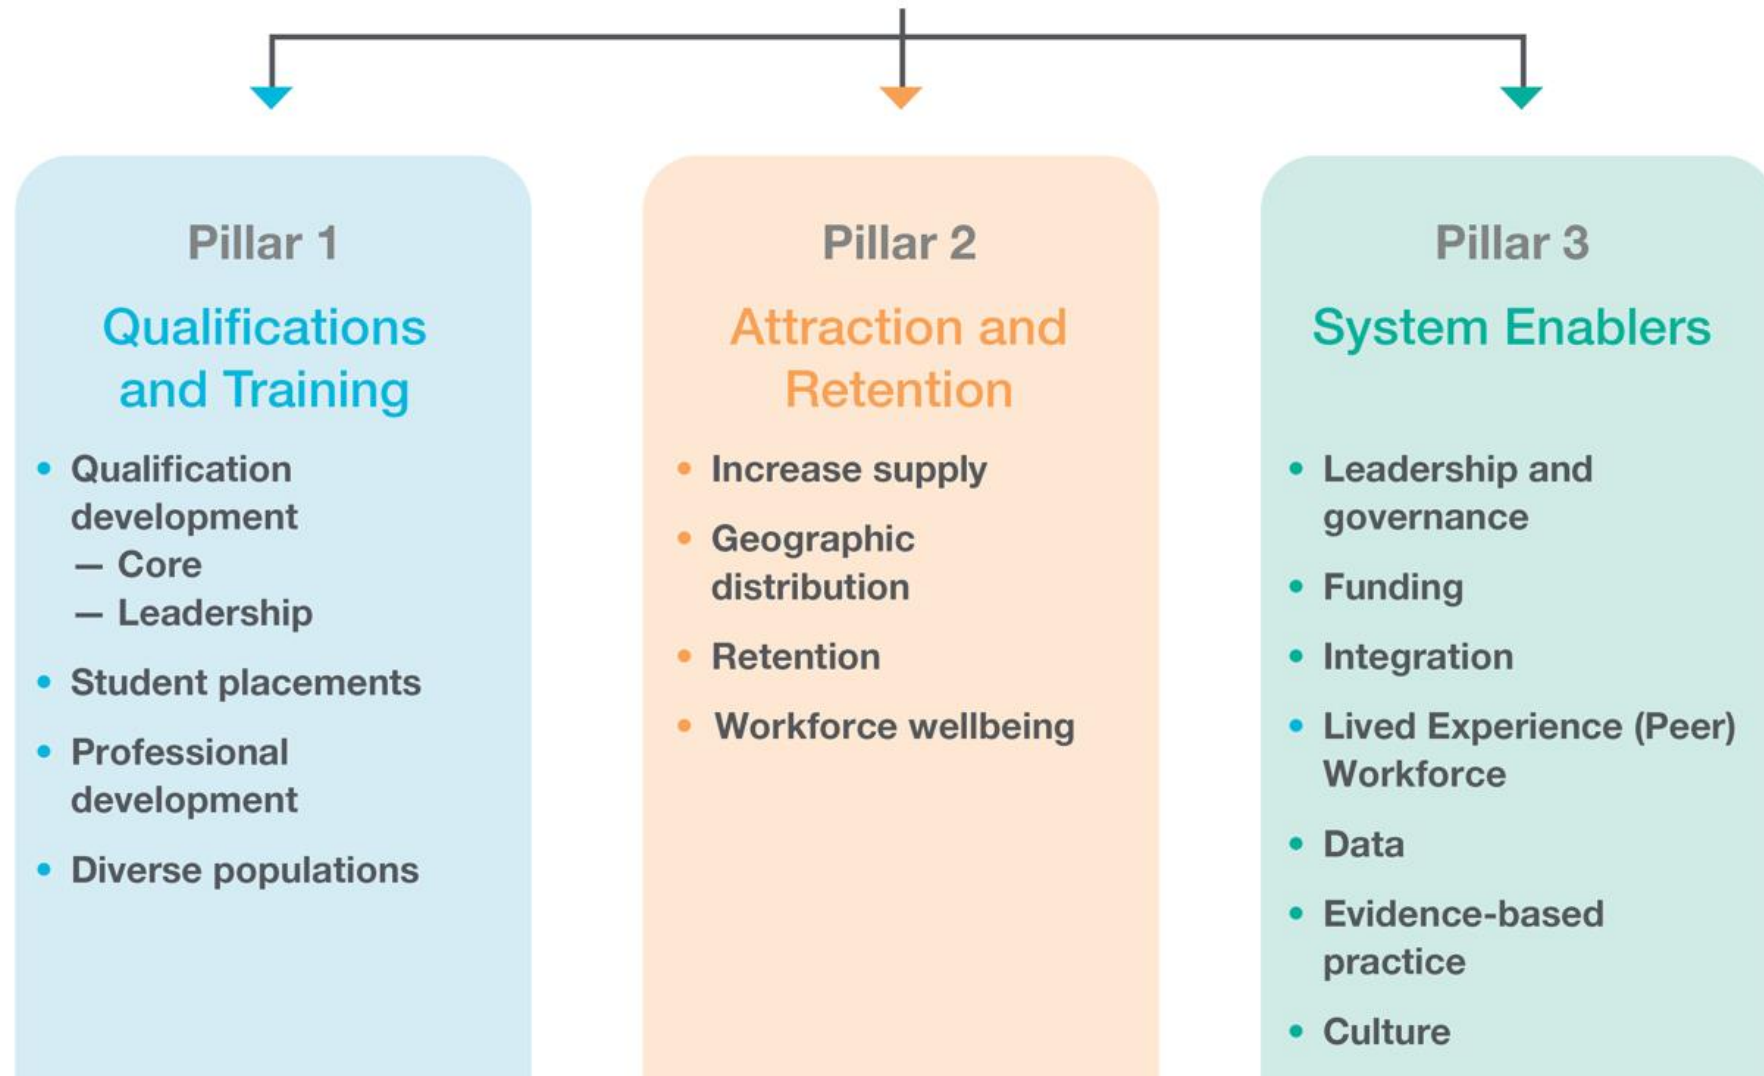 Pillar 1
Qualifications
and Training
• Qualification
development
— Core
— Leadership
• Student placements
• Professional
development
• Diverse populations
Pillar 2
Attraction and
Retention
• Increase supply
• Geographic
distribution
• Retention
• Workforce wellbeing
Pillar 3
System Enablers
• Leadership and
governance
• Funding
• Integration
• Lived Experience (Peer)
Workforce
• Data
• Evidence-based
practice
• Culture